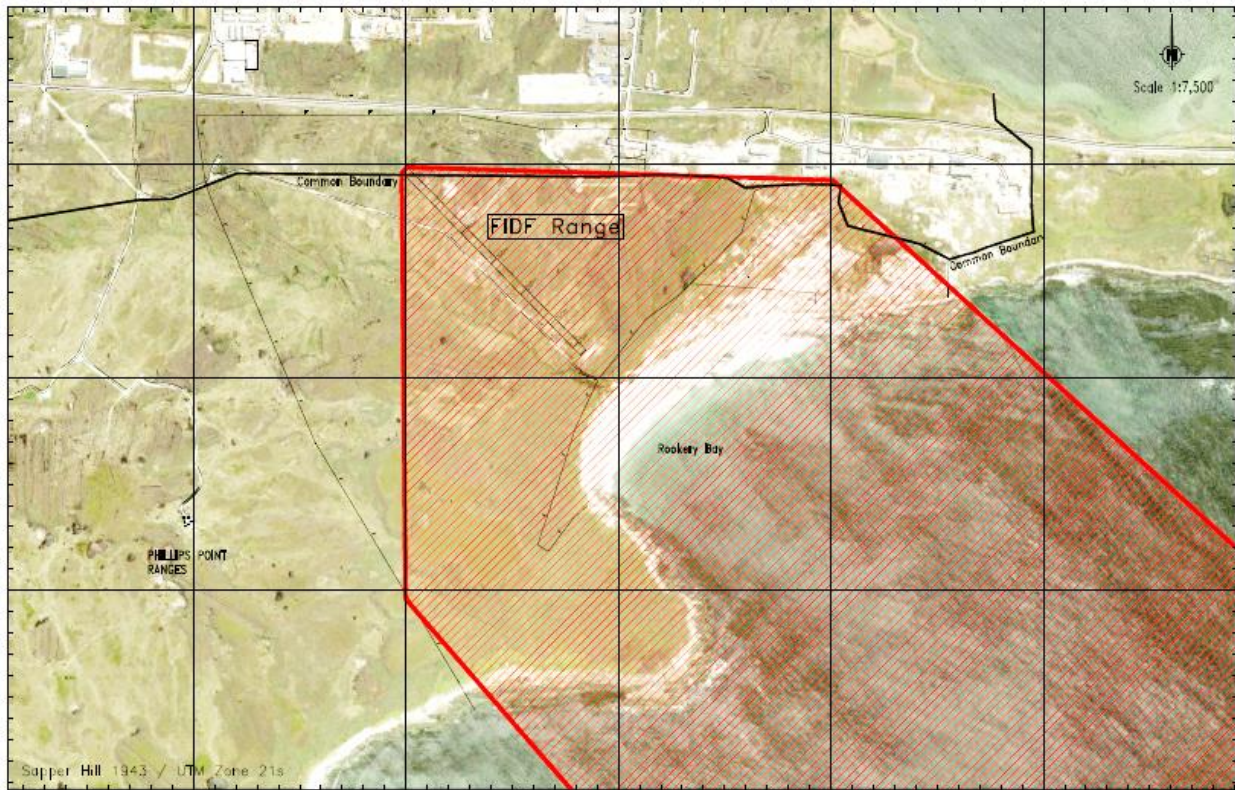 N
Scale 1:7,500
Common Boundary
FIDF Range
Common Boundary
Rookery Bay
PHILLIPS POINT
RANGES
Sapper Hill 1943 / UTM Zone 21s